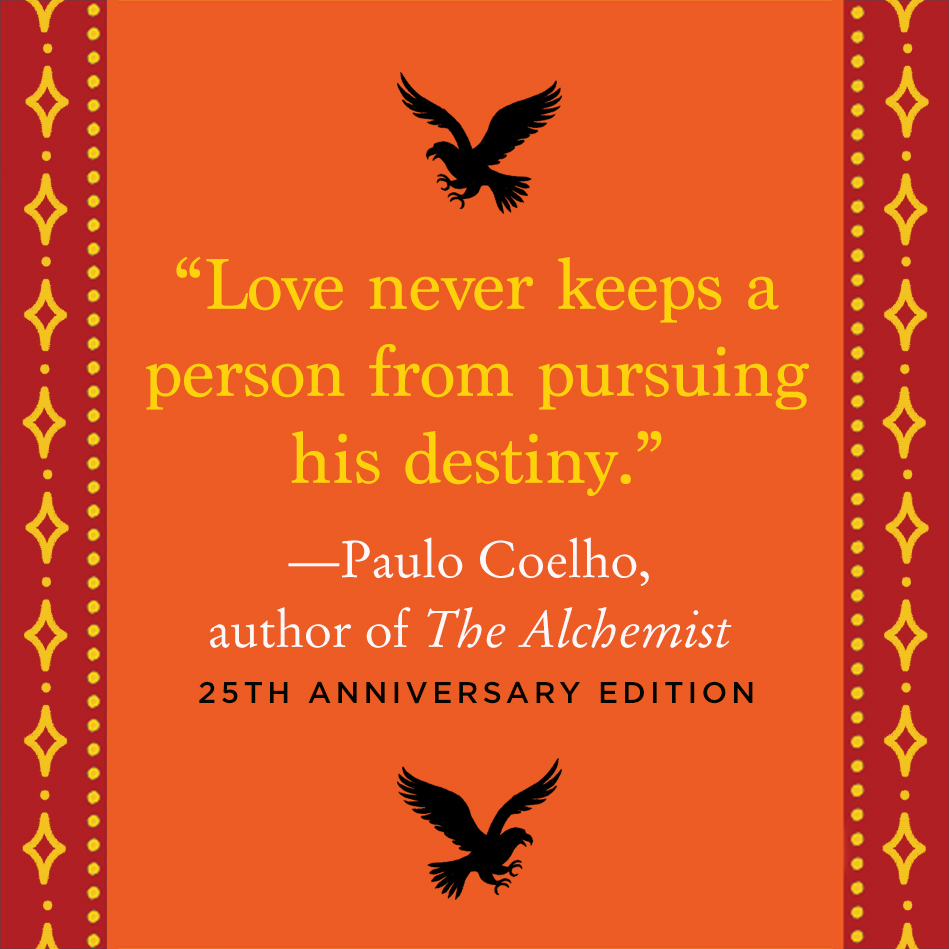 “Love never keeps a
person from pursuing
his destiny.”
—Paulo Coelho,
author of The Alchemist
25TH ANNIVERSARY EDITION